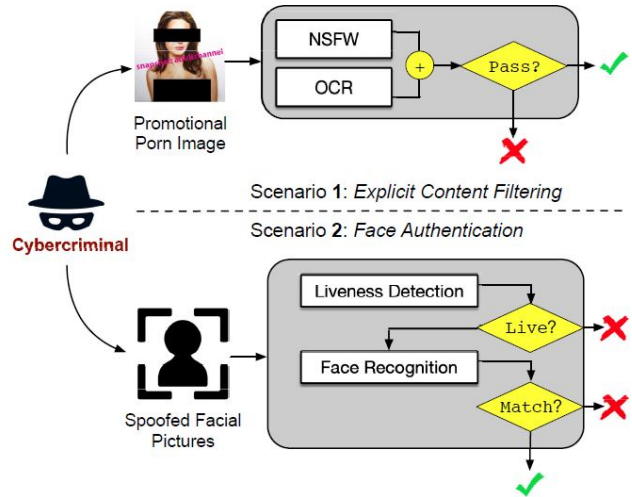 NSFW
OCR
+
Pass?
Promotional
Porn Image
Scenario 1: Explicit Content Filtering
Cybercriminal
Scenario 2: Face Authentication
Liveness Detection
Live?
Face Recognition
Match?
Spoofed Facial
Pictures